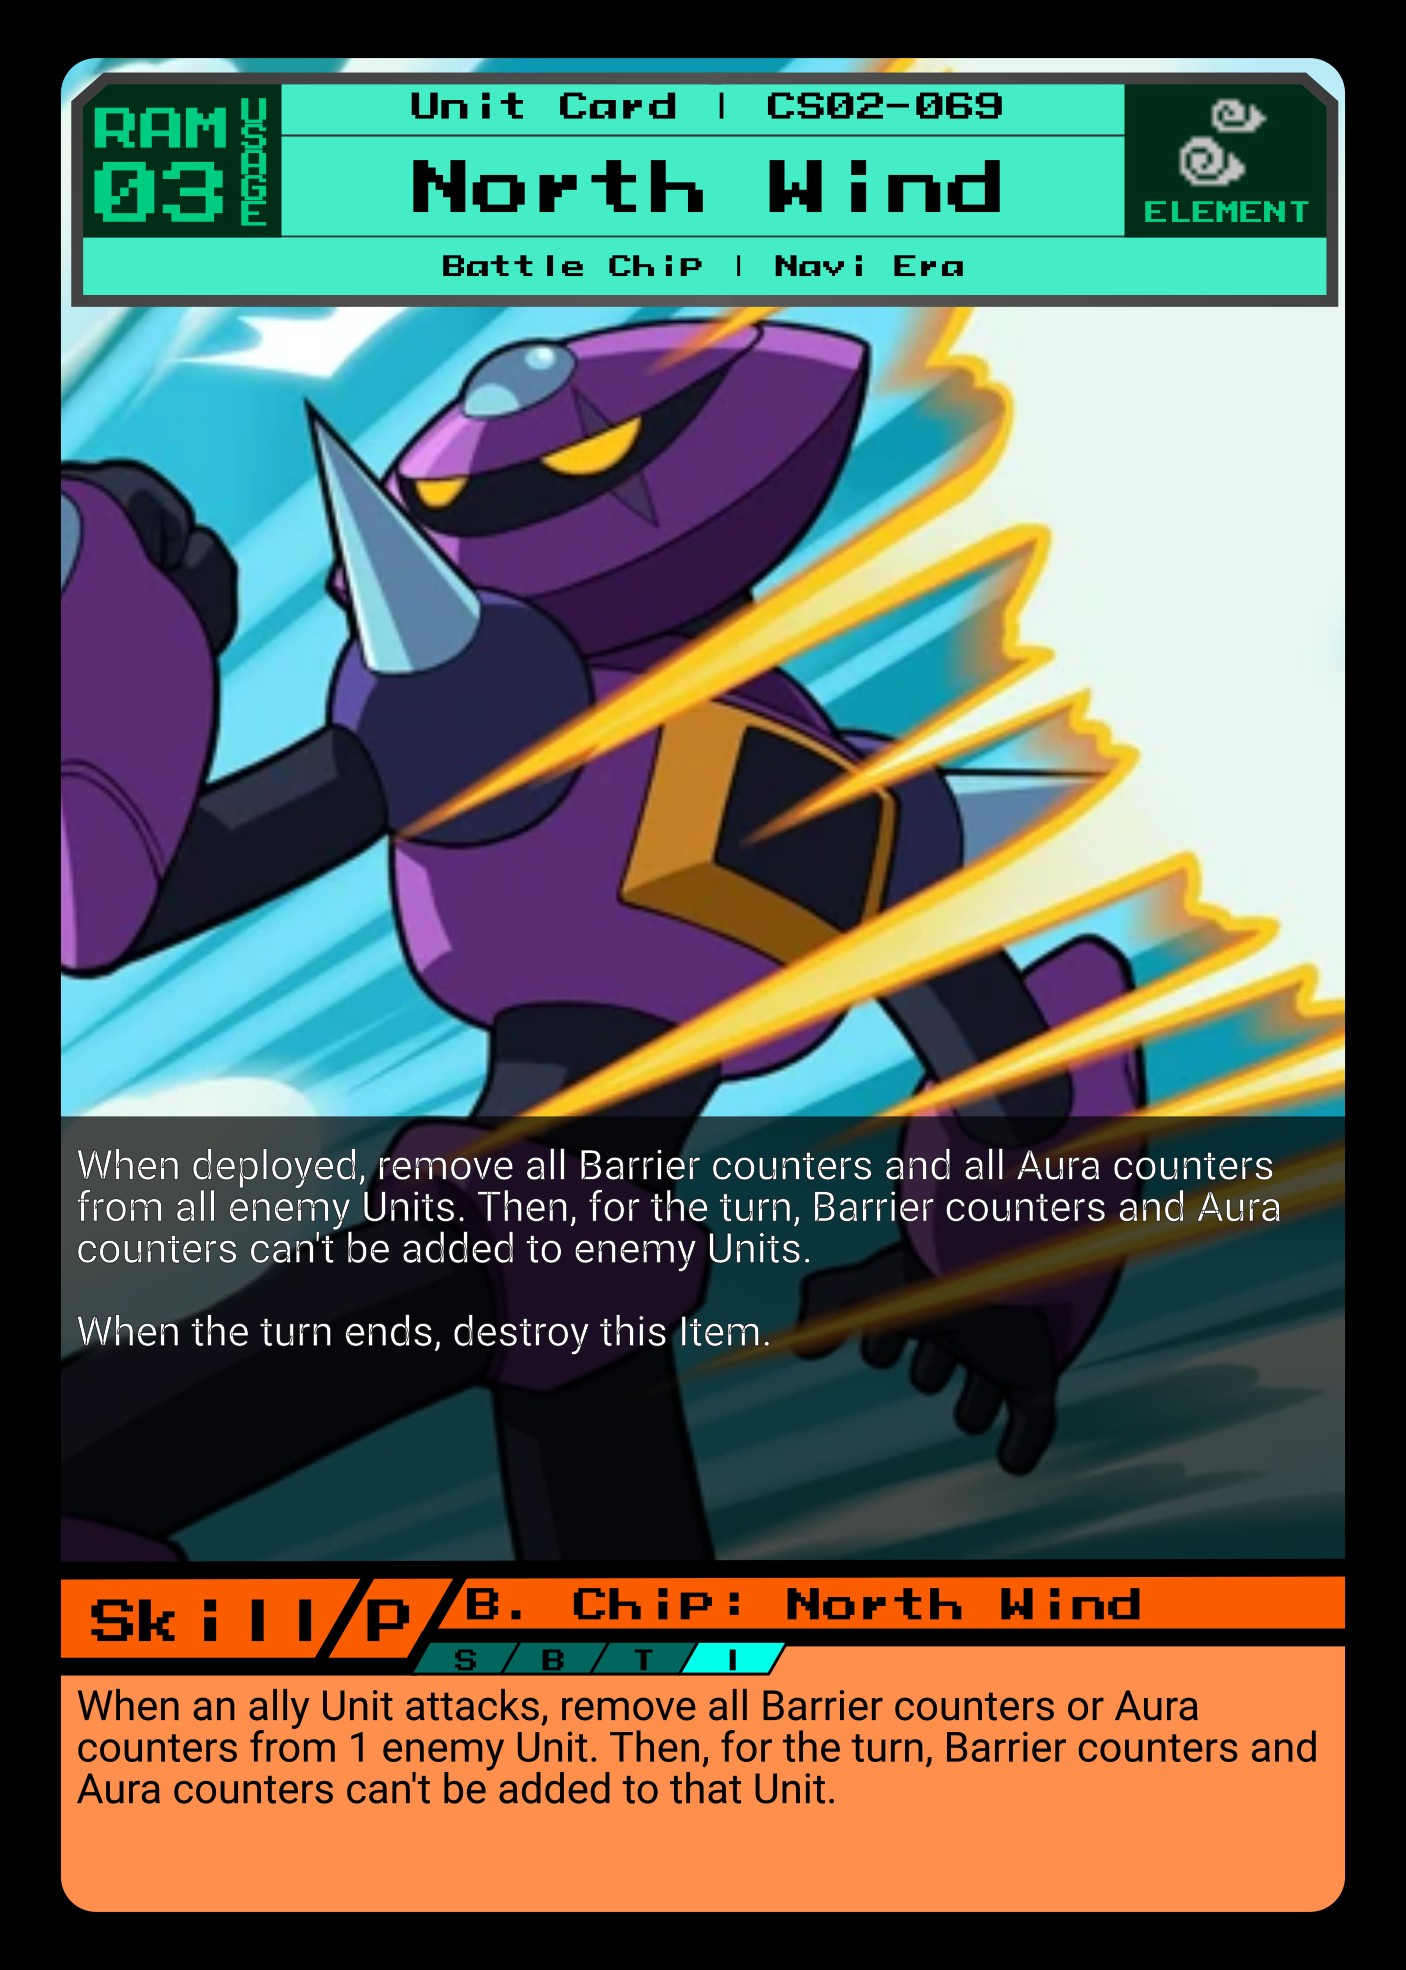 RAM
03
USAGE
Unit Card | CS02-069
North Wind
ELEMENT
Battle Chip | Navi Era
When deployed, remove all Barrier counters and all Aura counters
from all enemy Units. Then, for the turn, Barrier counters and Aura
counters can't be added to enemy Units.
When the turn ends, destroy this Item.
Skill/P/B. Chip: North Wind
S / B / T / I
When an ally Unit attacks, remove all Barrier counters or Aura
counters from 1 enemy Unit. Then, for the turn, Barrier counters and
Aura counters can't be added to that Unit.